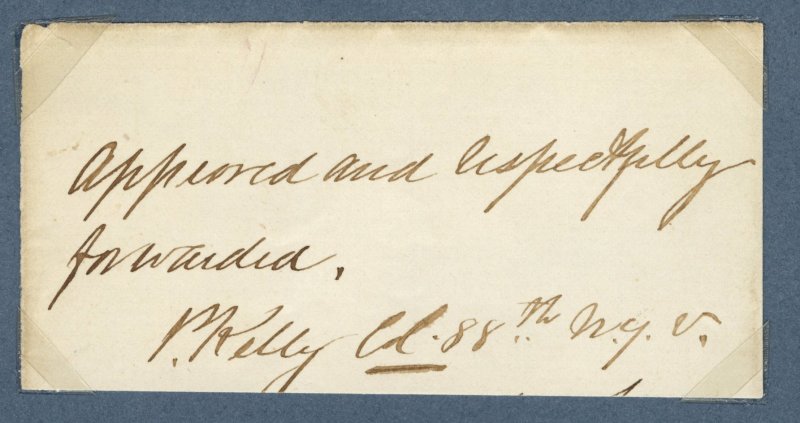 Approved and respectfully
forwarded.
P. Kelly Col. 88th N.Y. V.